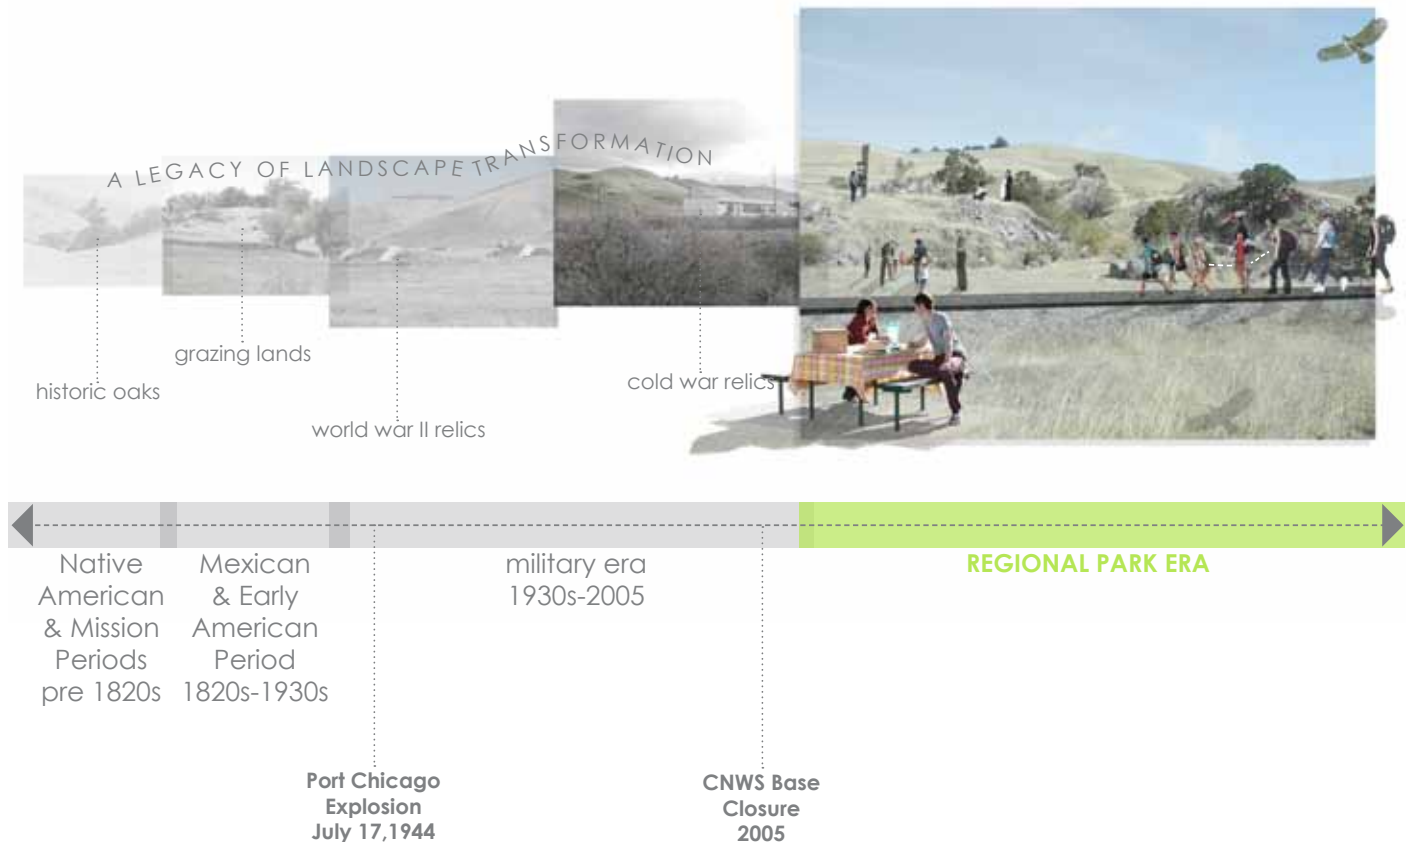 A LEGACY OF LANDSCAPE TRANSFORMATION
grazing lands
historic oaks
cold war relics
world war II relics
Native
American
& Mission
Periods
pre 1820s
Mexican
& Early
American
Period
1820s-1930s
military era
1930s-2005
REGIONAL PARK ERA
Port Chicago
Explosion
July 17,1944
CNWS Base
Closure
2005